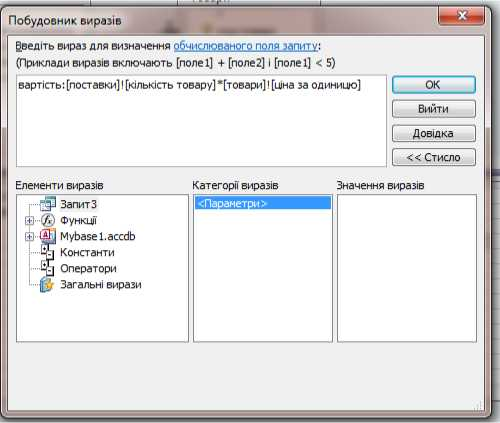 Побудовник виразів
Введіть вираз для визначення обчислюваного поля запиту:
(Приклади виразів включають [поле1] + [поле2] і [поле1] < 5)
вартість:[поставки]![кількість товару]*[товари]![ціна за одиницю]
ОК
Вийти
Довідка
<< Стисло
Елементи виразів
Категорії виразів
Значення виразів
Запит3
<Параметри>
Функції
Mybase1.accdb
Константи
Оператори
Загальні вирази